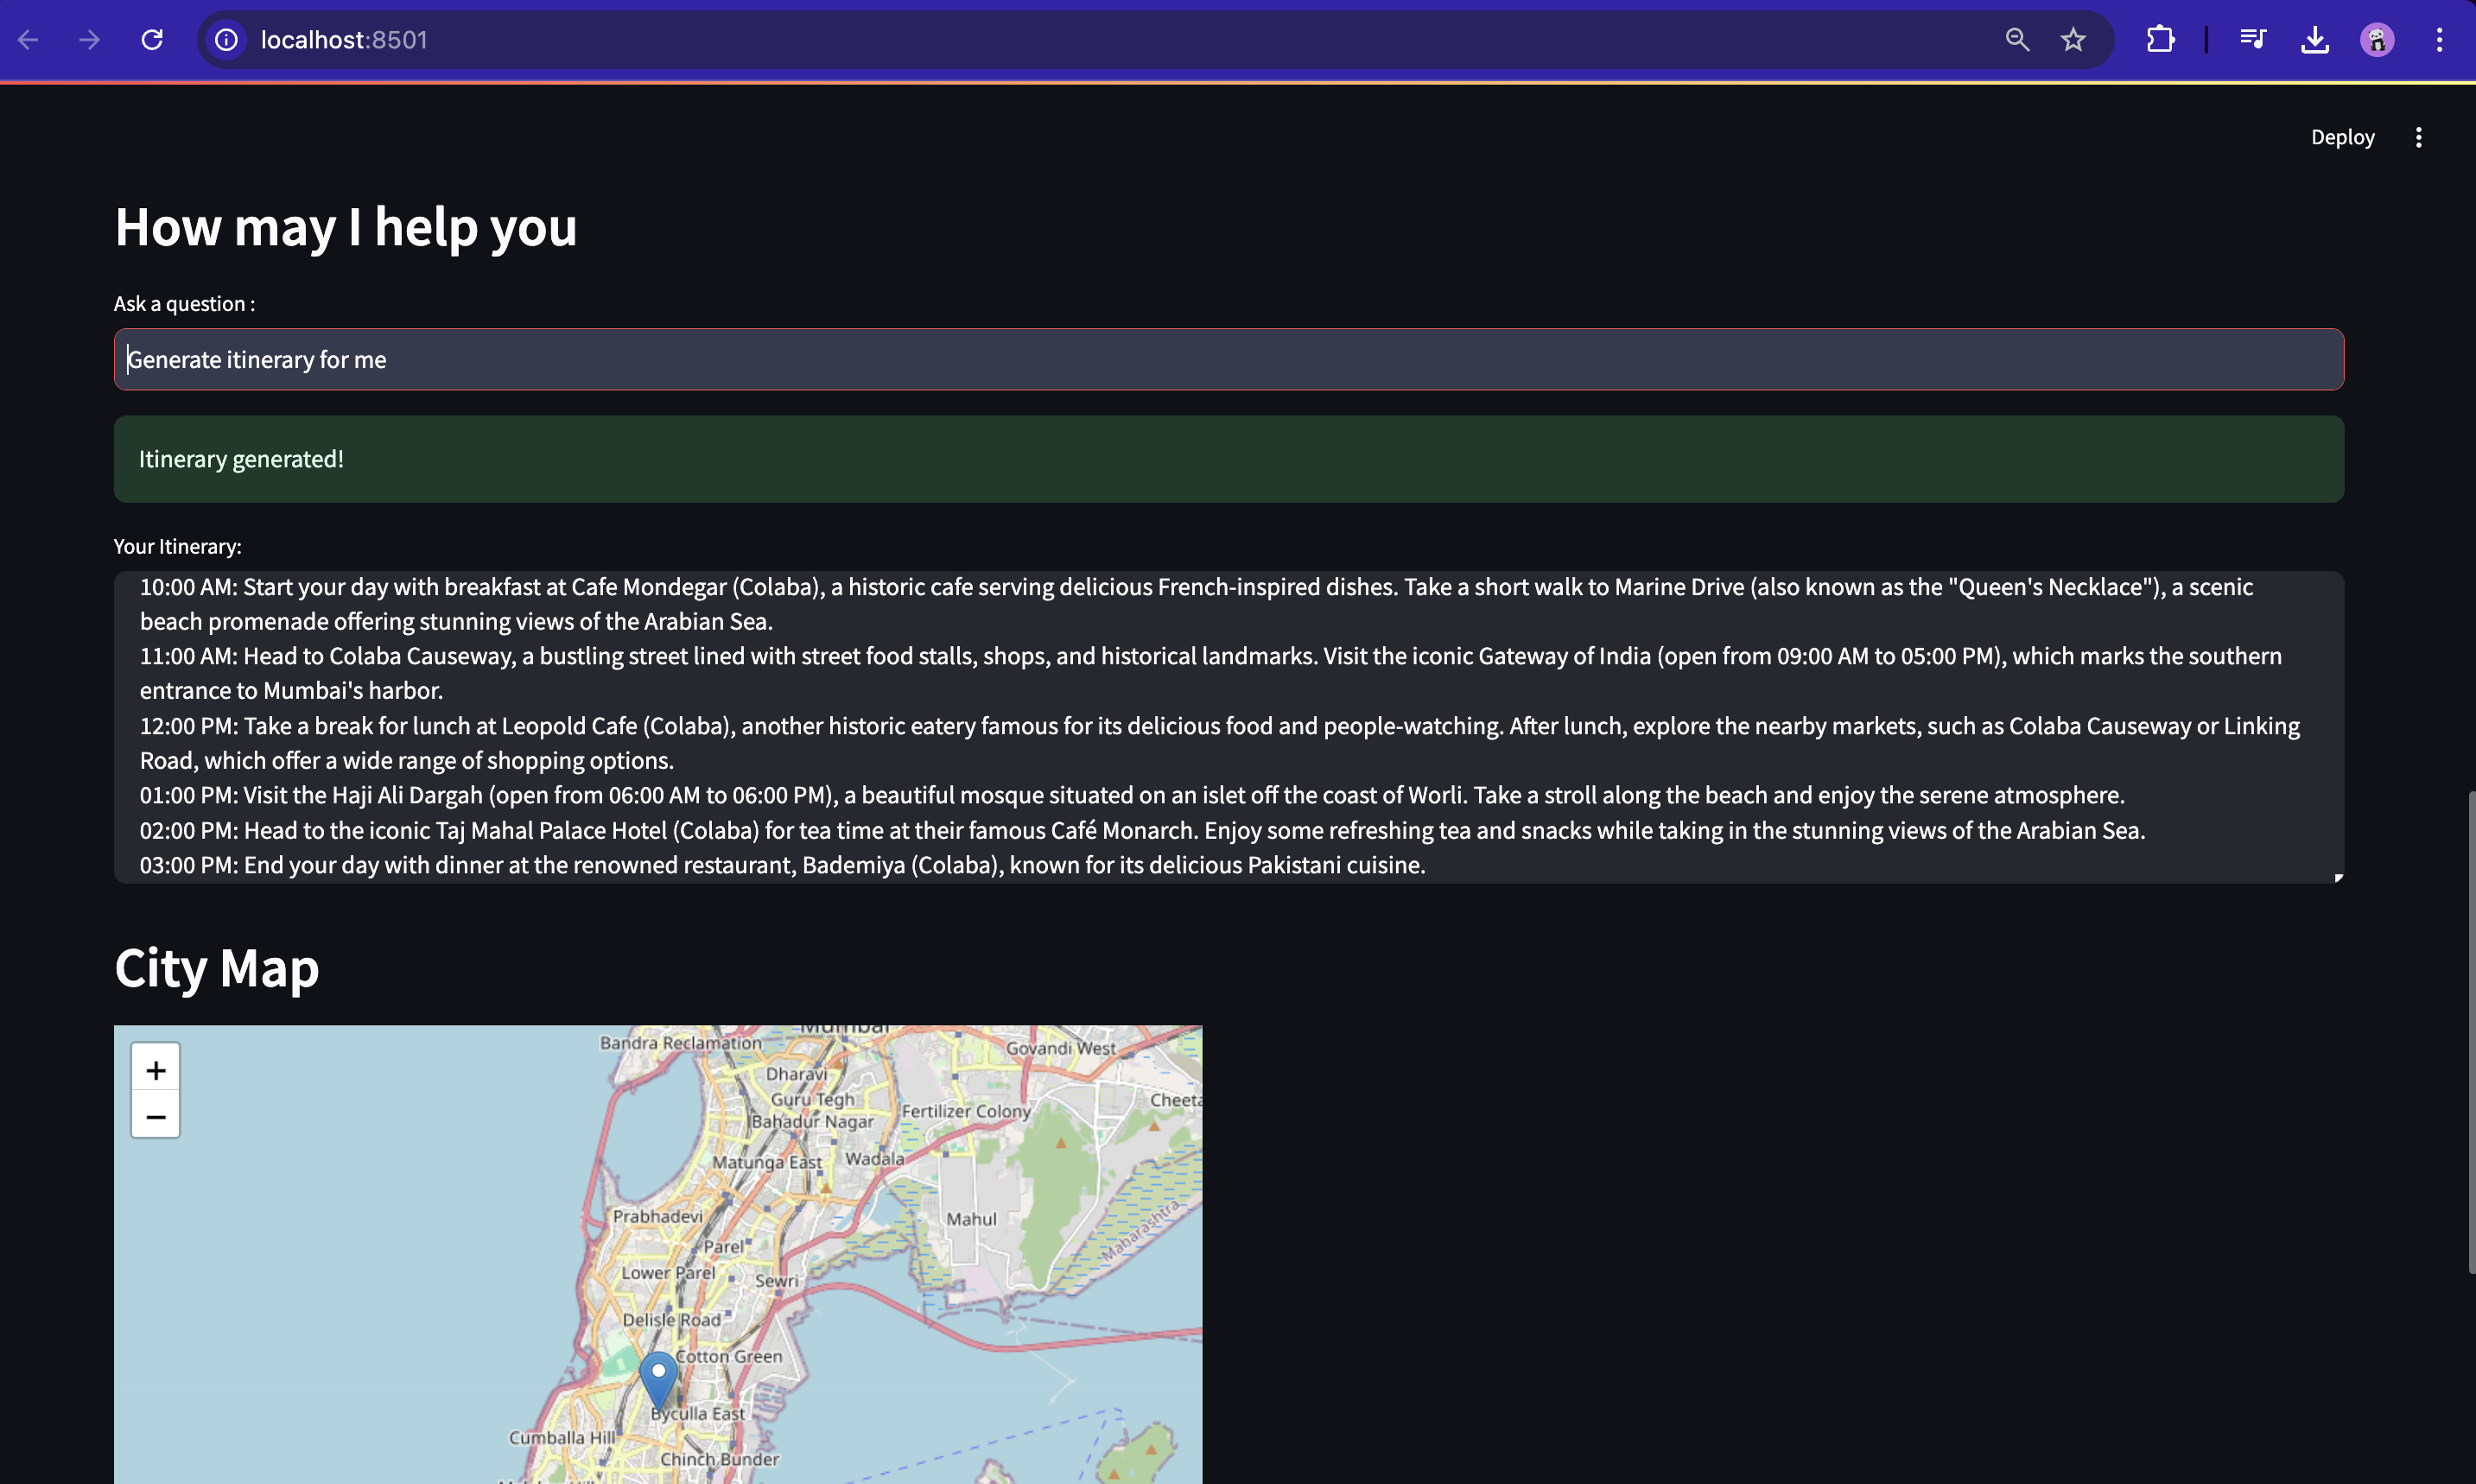 localhost:8501
Deploy
How may I help you
Ask a question :
Generate itinerary for me
Itinerary generated!
Your Itinerary:
10:00 AM: Start your day with breakfast at Cafe Mondegar (Colaba), a historic cafe serving delicious French-inspired dishes. Take a short walk to Marine Drive (also known as the "Queen's Necklace"), a scenic
beach promenade offering stunning views of the Arabian Sea.
11:00 AM: Head to Colaba Causeway, a bustling street lined with street food stalls, shops, and historical landmarks. Visit the iconic Gateway of India (open from 09:00 AM to 05:00 PM), which marks the southern
entrance to Mumbai's harbor.
12:00 PM: Take a break for lunch at Leopold Cafe (Colaba), another historic eatery famous for its delicious food and people-watching. After lunch, explore the nearby markets, such as Colaba Causeway or Linking
Road, which offer a wide range of shopping options.
01:00 PM: Visit the Haji Ali Dargah (open from 06:00 AM to 06:00 PM), a beautiful mosque situated on an islet off the coast of Worli. Take a stroll along the beach and enjoy the serene atmosphere.
02:00 PM: Head to the iconic Taj Mahal Palace Hotel (Colaba) for tea time at their famous Café Monarch. Enjoy some refreshing tea and snacks while taking in the stunning views of the Arabian Sea.
03:00 PM: End your day with dinner at the renowned restaurant, Bademiya (Colaba), known for its delicious Pakistani cuisine.
City Map
+
−
Mumbai
Bandra Reclamation
Govandi West
Dharavi
Guru Tegh
Bahadur Nagar
Cheeta
Fertilizer Colony
Matunga East
Wadala
Prabhadevi
Mahul
Maharashtra
Parel
Lower Parel
Sewri
Delisle Road
Cotton Green
Byculla East
Cumballa Hill
Chinch Bunder